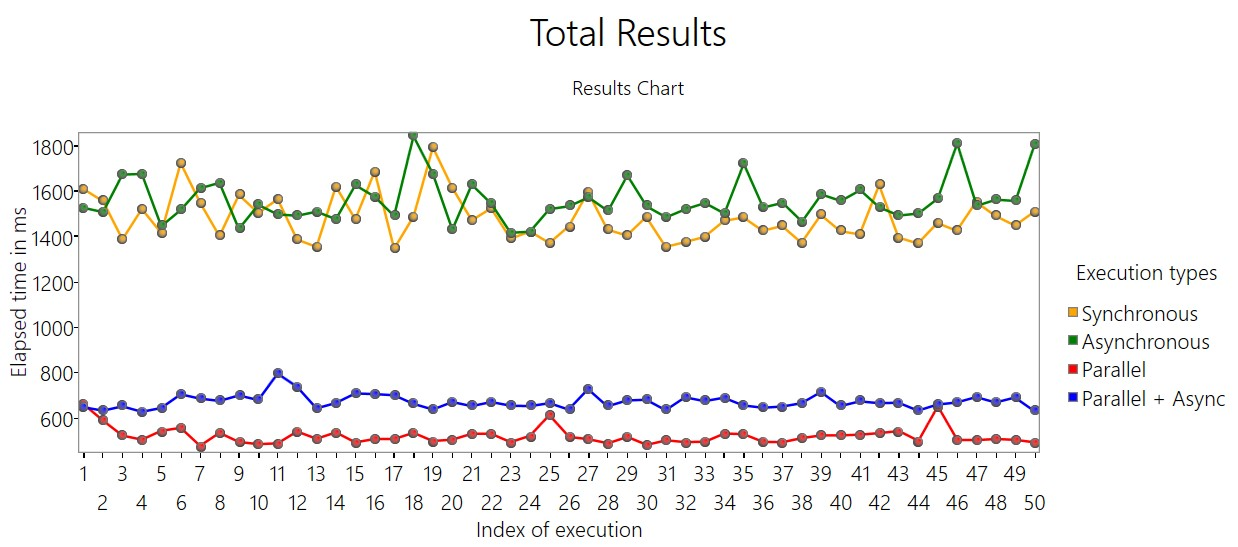 Total Results
Results Chart
Elapsed time in ms
1800
1600
1400
1200
1000
800
600
1 3 5 7 9 11 13 15 17 19 21 23 25 27 29 31 33 35 37 39 41 43 45 47 49
2 4 6 8 10 12 14 16 18 20 22 24 26 28 30 32 34 36 38 40 42 44 46 48 50
Index of execution
Execution types
Synchronous
Asynchronous
Parallel
Parallel + Async